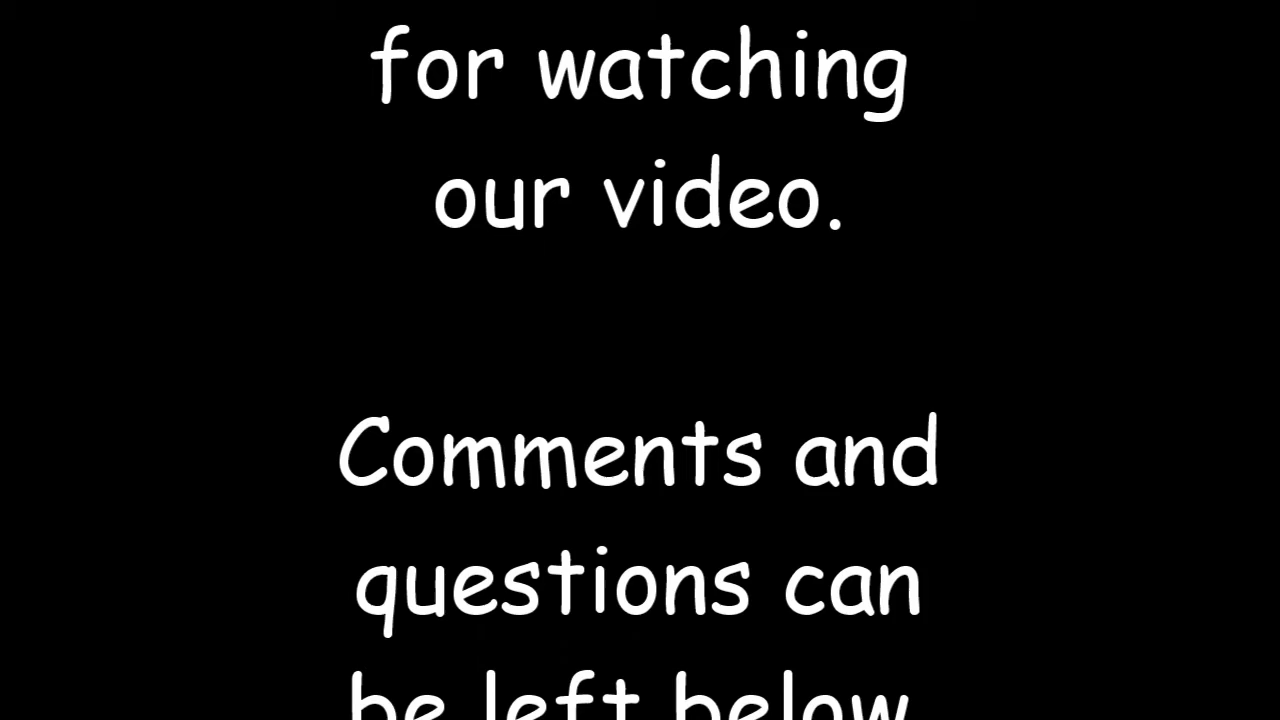 for watching
our video.
Comments and
questions can
be left below